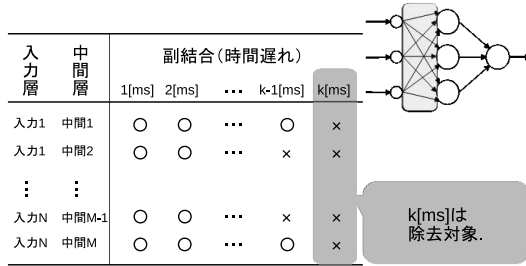 入力層 中間層 副結合(時間遅れ)
1[ms] 2[ms] … k-1[ms] k[ms]
入力1 中間1 ○ ○ … ○ ×
入力1 中間2 ○ ○ … × ×
⋮ ⋮
入力N 中間M-1 ○ ○ … × ×
入力N 中間M ○ ○ … ○ ×
k[ms]は
除去対象.